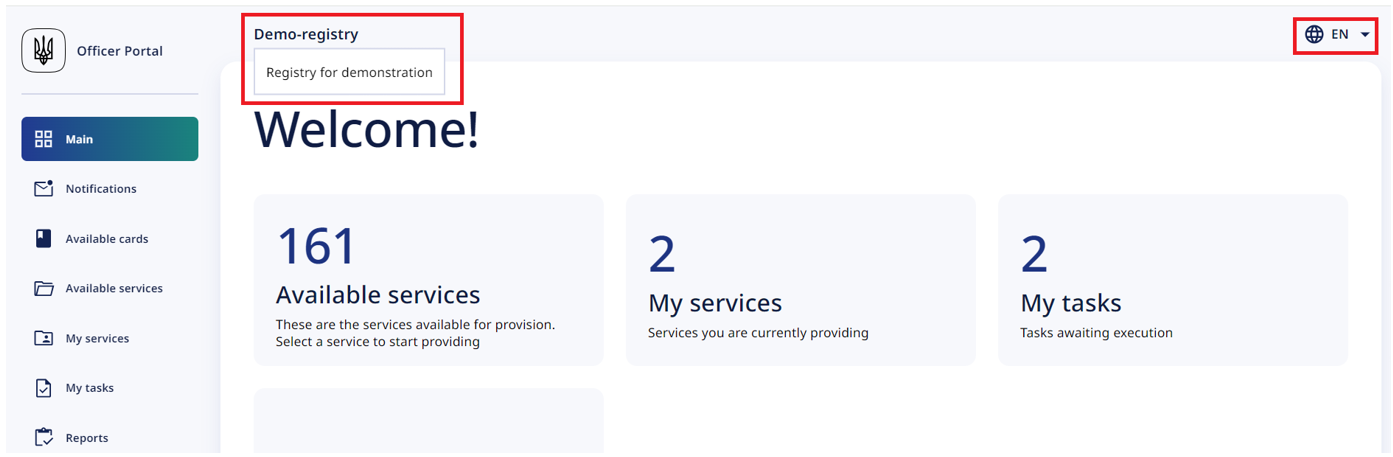 Officer Portal
Demo-registry
Registry for demonstration
EN
Main
Notifications
Available cards
Available services
My services
My tasks
Reports
Welcome!
161
Available services
These are the services available for provision.
Select a service to start providing
2
My services
Services you are currently providing
2
My tasks
Tasks awaiting execution